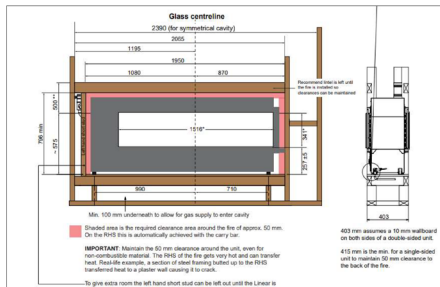 Glass centreline
2390 (for symmetrical cavity)
2065
1195
1950
1080 870
Recommend lintel is left until
the fire is installed so
clearances can be maintained
796 min
505 **
~ 575
1516*
341*
257 ±5
900 710
403
Min. 100 mm underneath to allow for gas supply to enter cavity
Shaded area is the required clearance area around the fire of approx. 50 mm.
On the RHS this is automatically achieved with the carry bar.
IMPORTANT: Maintain the 50 mm clearance around the unit, even for
non-combustible material. The RHS of the fire gets very hot and can transfer
heat. Real-life example, a section of steel framing butted up to the RHS
transferred heat to a plaster wall causing it to crack.
To give extra room the left hand short stud can be left out until the Linear is
403 mm assumes a 10 mm wallboard
on both sides of a double-sided unit.
415 mm is the min. for a single-sided
unit to maintain 50 mm clearance to
the back of the fire.